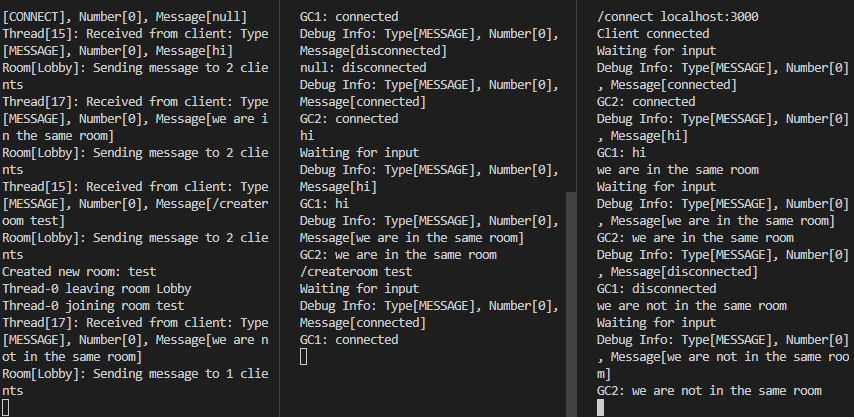 [CONNECT], Number[0], Message[null]
Thread[15]: Received from client: Type
[MESSAGE], Number[0], Message[hi]
Room[Lobby]: Sending message to 2 clie
nts
Thread[17]: Received from client: Type
[MESSAGE], Number[0], Message[we are i
n the same room]
Room[Lobby]: Sending message to 2 clie
nts
Thread[15]: Received from client: Type
[MESSAGE], Number[0], Message[/creater
oom test]
Room[Lobby]: Sending message to 2 clie
nts
Created new room: test
Thread-0 leaving room Lobby
Thread-0 joining room test
Thread[17]: Received from client: Type
[MESSAGE], Number[0], Message[we are n
ot in the same room]
Room[Lobby]: Sending message to 1 clie
nts
GC1: connected
Debug Info: Type[MESSAGE], Number[0],
Message[disconnected]
null: disconnected
Debug Info: Type[MESSAGE], Number[0],
Message[connected]
GC2: connected
hi
Waiting for input
Debug Info: Type[MESSAGE], Number[0],
Message[hi]
GC1: hi
Debug Info: Type[MESSAGE], Number[0],
Message[we are in the same room]
GC2: we are in the same room
/createroom test
Waiting for input
Debug Info: Type[MESSAGE], Number[0],
Message[connected]
GC1: connected
/connect localhost:3000
Client connected
Waiting for input
Debug Info: Type[MESSAGE], Number[0]
, Message[connected]
GC2: connected
Debug Info: Type[MESSAGE], Number[0]
, Message[hi]
GC1: hi
we are in the same room
Waiting for input
Debug Info: Type[MESSAGE], Number[0]
, Message[we are in the same room]
GC2: we are in the same room
Debug Info: Type[MESSAGE], Number[0]
, Message[disconnected]
GC1: disconnected
we are not in the same room
Waiting for input
Debug Info: Type[MESSAGE], Number[0]
, Message[we are not in the same roo
m]
GC2: we are not in the same room